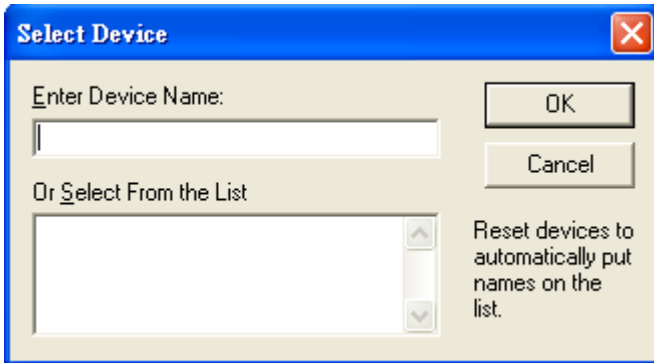 Select Device
Enter Device Name:
OK
Cancel
Or Select From the List
Reset devices to
automatically put
names on the
list.